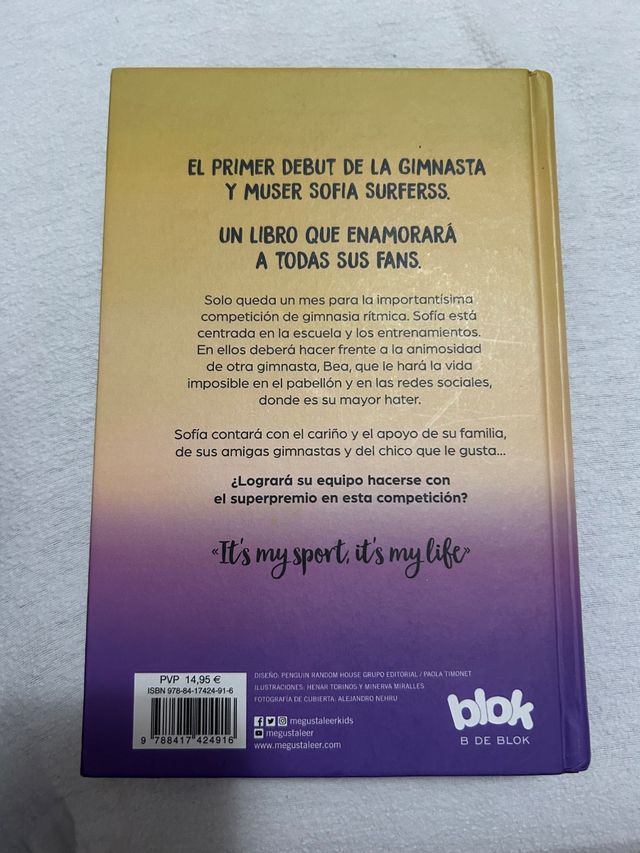 EL PRIMER DEBUT DE LA GIMNASTA
Y MUSER SOFIA SURFERSS.
UN LIBRO QUE ENAMORARÁ
A TODAS SUS FANS.
Solo queda un mes para la importantísima
competición de gimnasia rítmica. Sofía está
centrada en la escuela y los entrenamientos.
En ellos deberá hacer frente a la animosidad
de otra gimnasta, Bea, que le hará la vida
imposible en el pabellón y en las redes sociales,
donde es su mayor hater.
Sofía contará con el cariño y el apoyo de su familia,
de sus amigas gimnastas y del chico que le gusta...
¿Logrará su equipo hacerse con
el superpremio en esta competición?
«It's my sport, it's my life»
PVP 14,95 €
ISBN 978-84-17424-91-6
9 788417 424916
DISEÑO: PENGUIN RANDOM HOUSE GRUPO EDITORIAL / PAOLA TIMONET
ILUSTRACIONES: HENAR TORINOS Y MINERVA MIRALLES
FOTOGRAFÍA DE CUBIERTA: ALEJANDRO NEHRU
megustaleerkids
megustaleer
www.megustaleer.com
blok
B DE BLOK